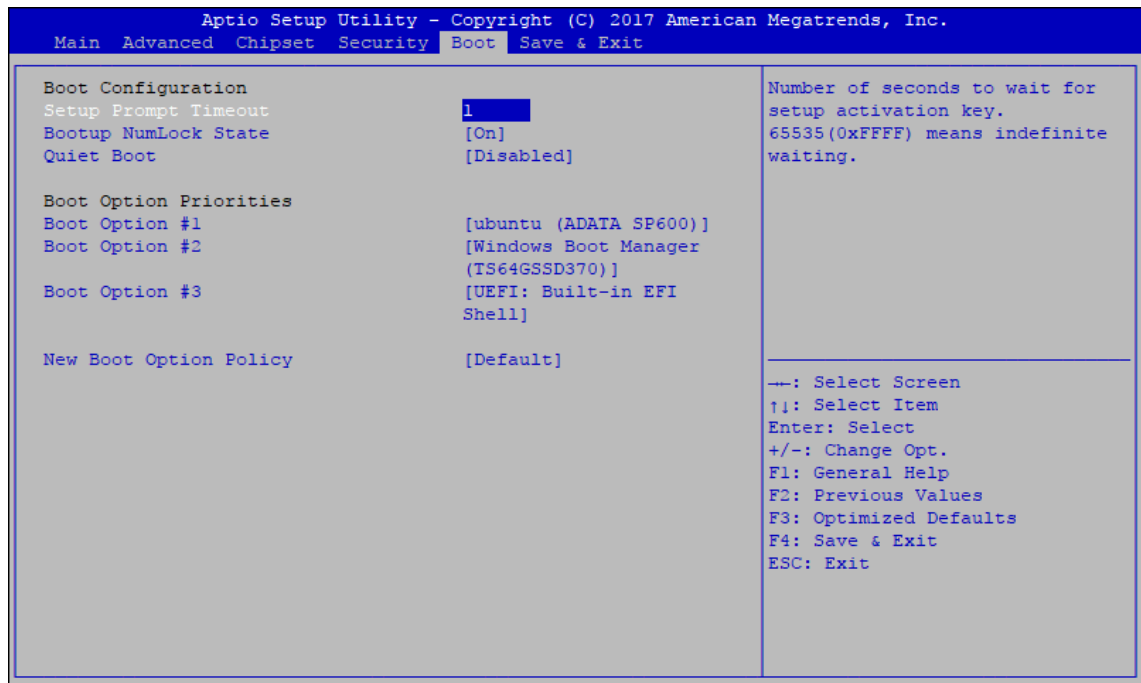 Aptio Setup Utility – Copyright (C) 2017 American Megatrends, Inc.
Main Advanced Chipset Security Boot Save & Exit
Boot Configuration
Setup Prompt Timeout 1
Bootup NumLock State [On]
Quiet Boot [Disabled]
Boot Option Priorities
Boot Option #1 [ubuntu (ADATA SP600)]
Boot Option #2 [Windows Boot Manager
(TS64GSSD370)]
Boot Option #3 [UEFI: Built-in EFI
Shell]
New Boot Option Policy [Default]
Number of seconds to wait for
setup activation key.
65535(0xFFFF) means indefinite
waiting.
→←: Select Screen
↑↓: Select Item
Enter: Select
+/-: Change Opt.
F1: General Help
F2: Previous Values
F3: Optimized Defaults
F4: Save & Exit
ESC: Exit